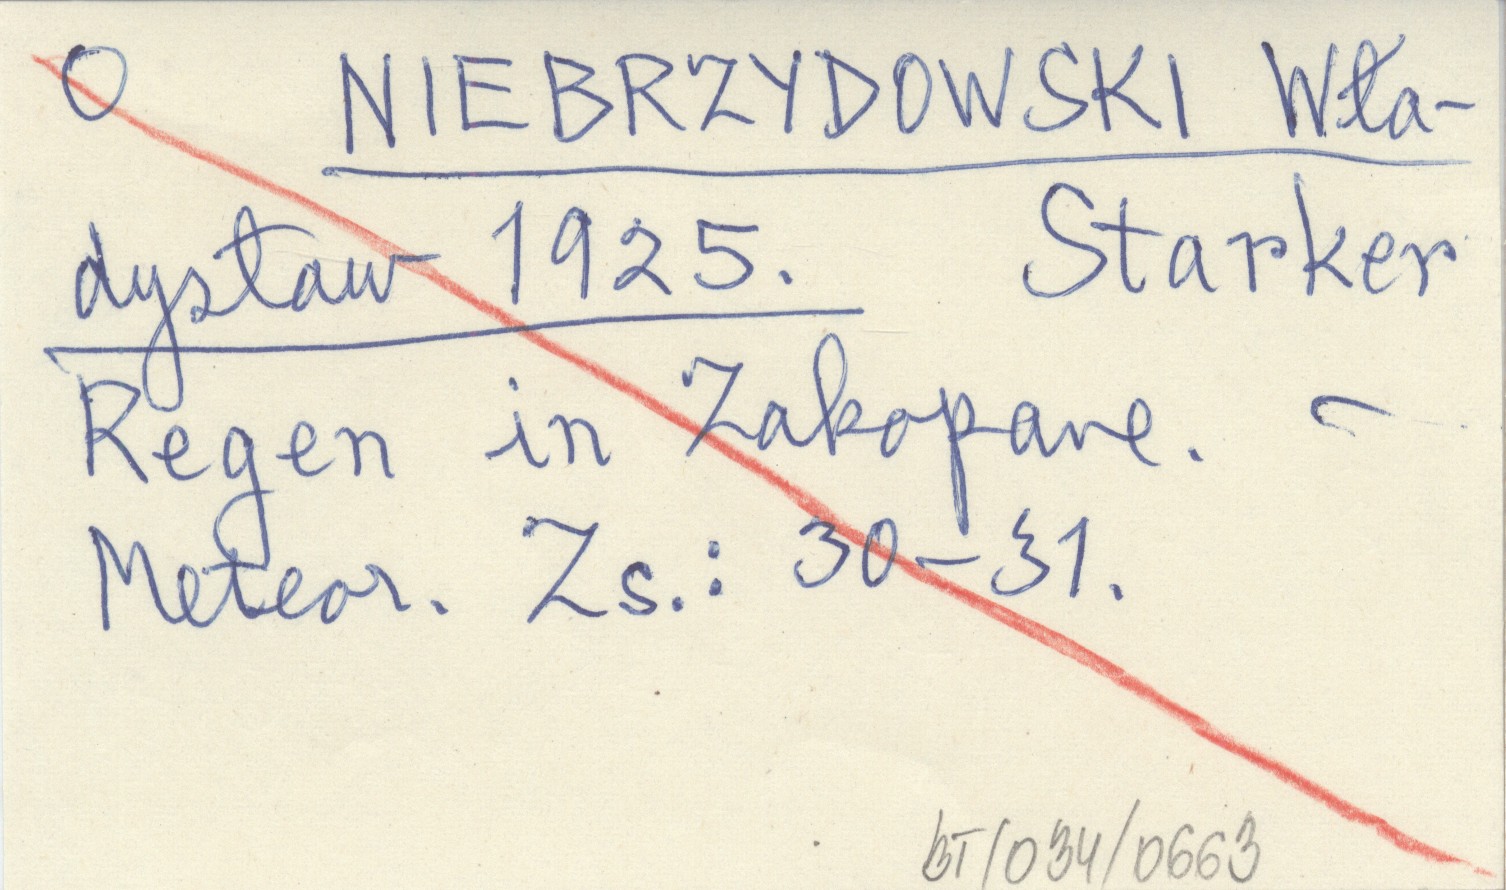 O NIEBRZYDOWSKI Wła-
dysław 1925. Starker
Regen in Zakopane. –
Meteor. Zs.: 30–31.
BT/034/0663